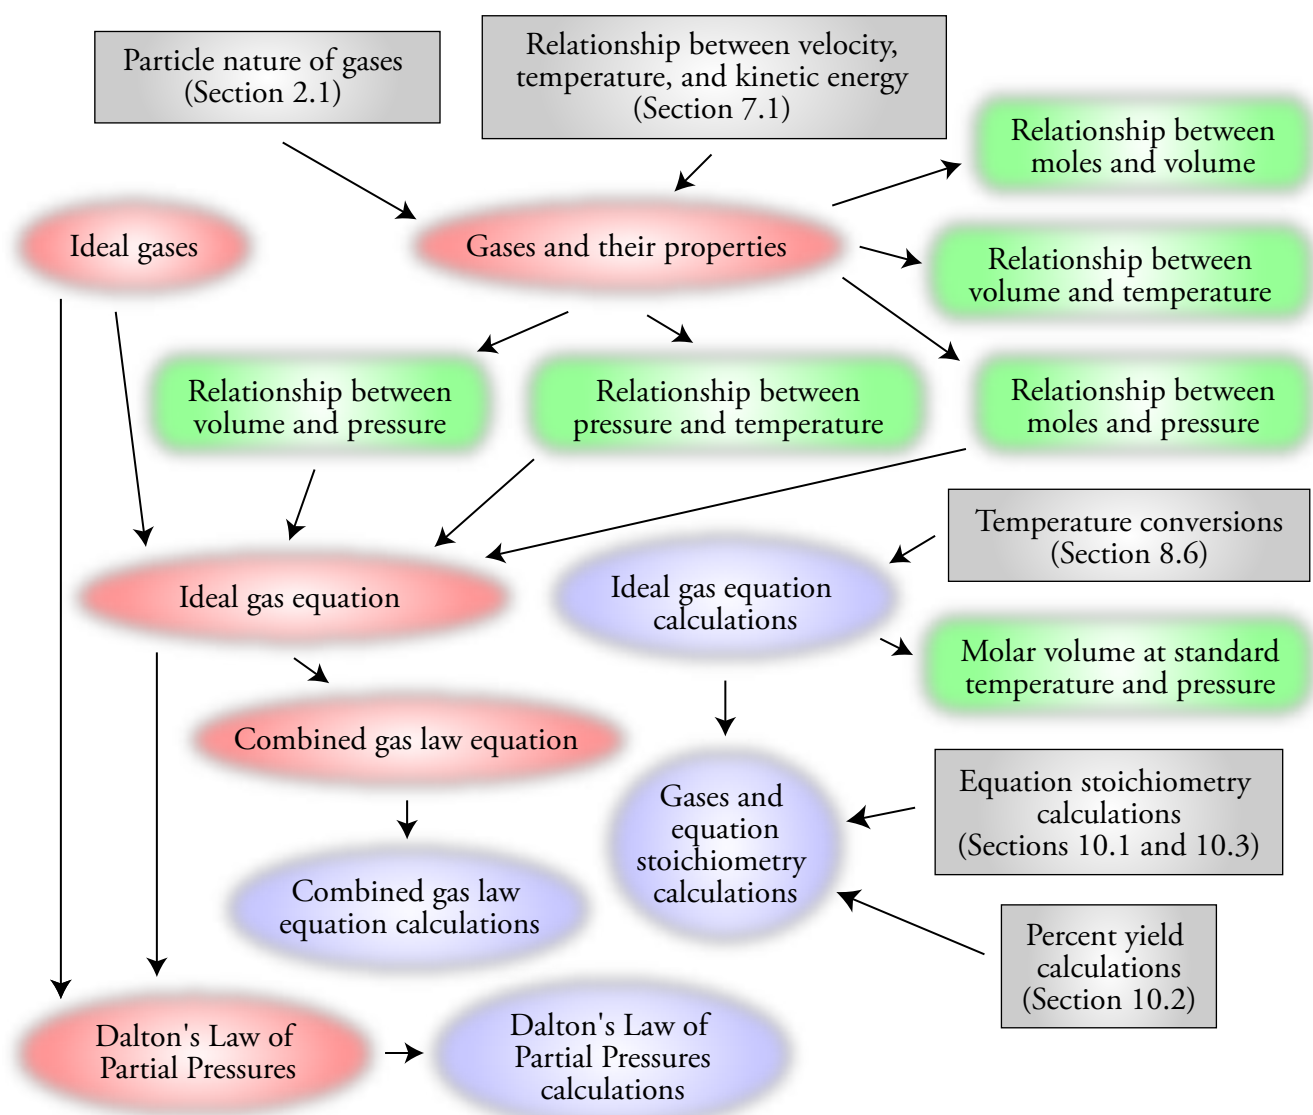 Particle nature of gases
(Section 2.1)
Relationship between velocity,
temperature, and kinetic energy
(Section 7.1)
Relationship between
moles and volume
Ideal gases
Gases and their properties
Relationship between
volume and temperature
Relationship between
volume and pressure
Relationship between
pressure and temperature
Relationship between
moles and pressure
Temperature conversions
(Section 8.6)
Ideal gas equation
Ideal gas equation
calculations
Molar volume at standard
temperature and pressure
Combined gas law equation
Gases and
equation
stoichiometry
calculations
Equation stoichiometry
calculations
(Sections 10.1 and 10.3)
Combined gas law
equation calculations
Percent yield
calculations
(Section 10.2)
Dalton's Law of
Partial Pressures
Dalton's Law of
Partial Pressures
calculations